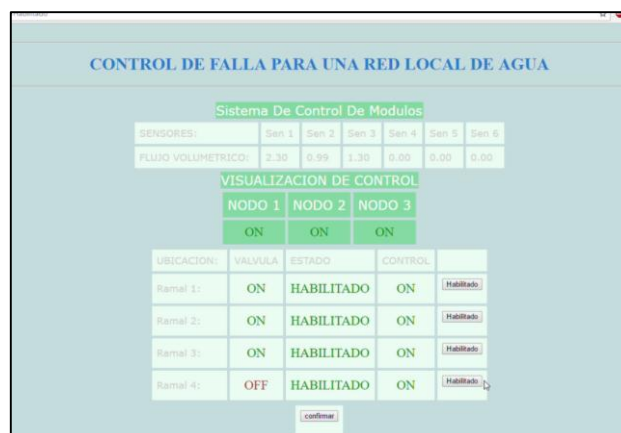 CONTROL DE FALLA PARA UNA RED LOCAL DE AGUA
Sistema De Control De Modulos
SENSORES: Sen 1 Sen 2 Sen 3 Sen 4 Sen 5 Sen 6
FLUJO VOLUMETRICO: 2.30 0.99 1.30 0.00 0.00 0.00
VISUALIZACION DE CONTROL
NODO 1 NODO 2 NODO 3
ON ON ON
UBICACION: VALVULA ESTADO CONTROL
Ramal 1: ON HABILITADO ON Habilitado
Ramal 2: ON HABILITADO ON Habilitado
Ramal 3: ON HABILITADO ON Habilitado
Ramal 4: OFF HABILITADO ON Habilitado
confirmar